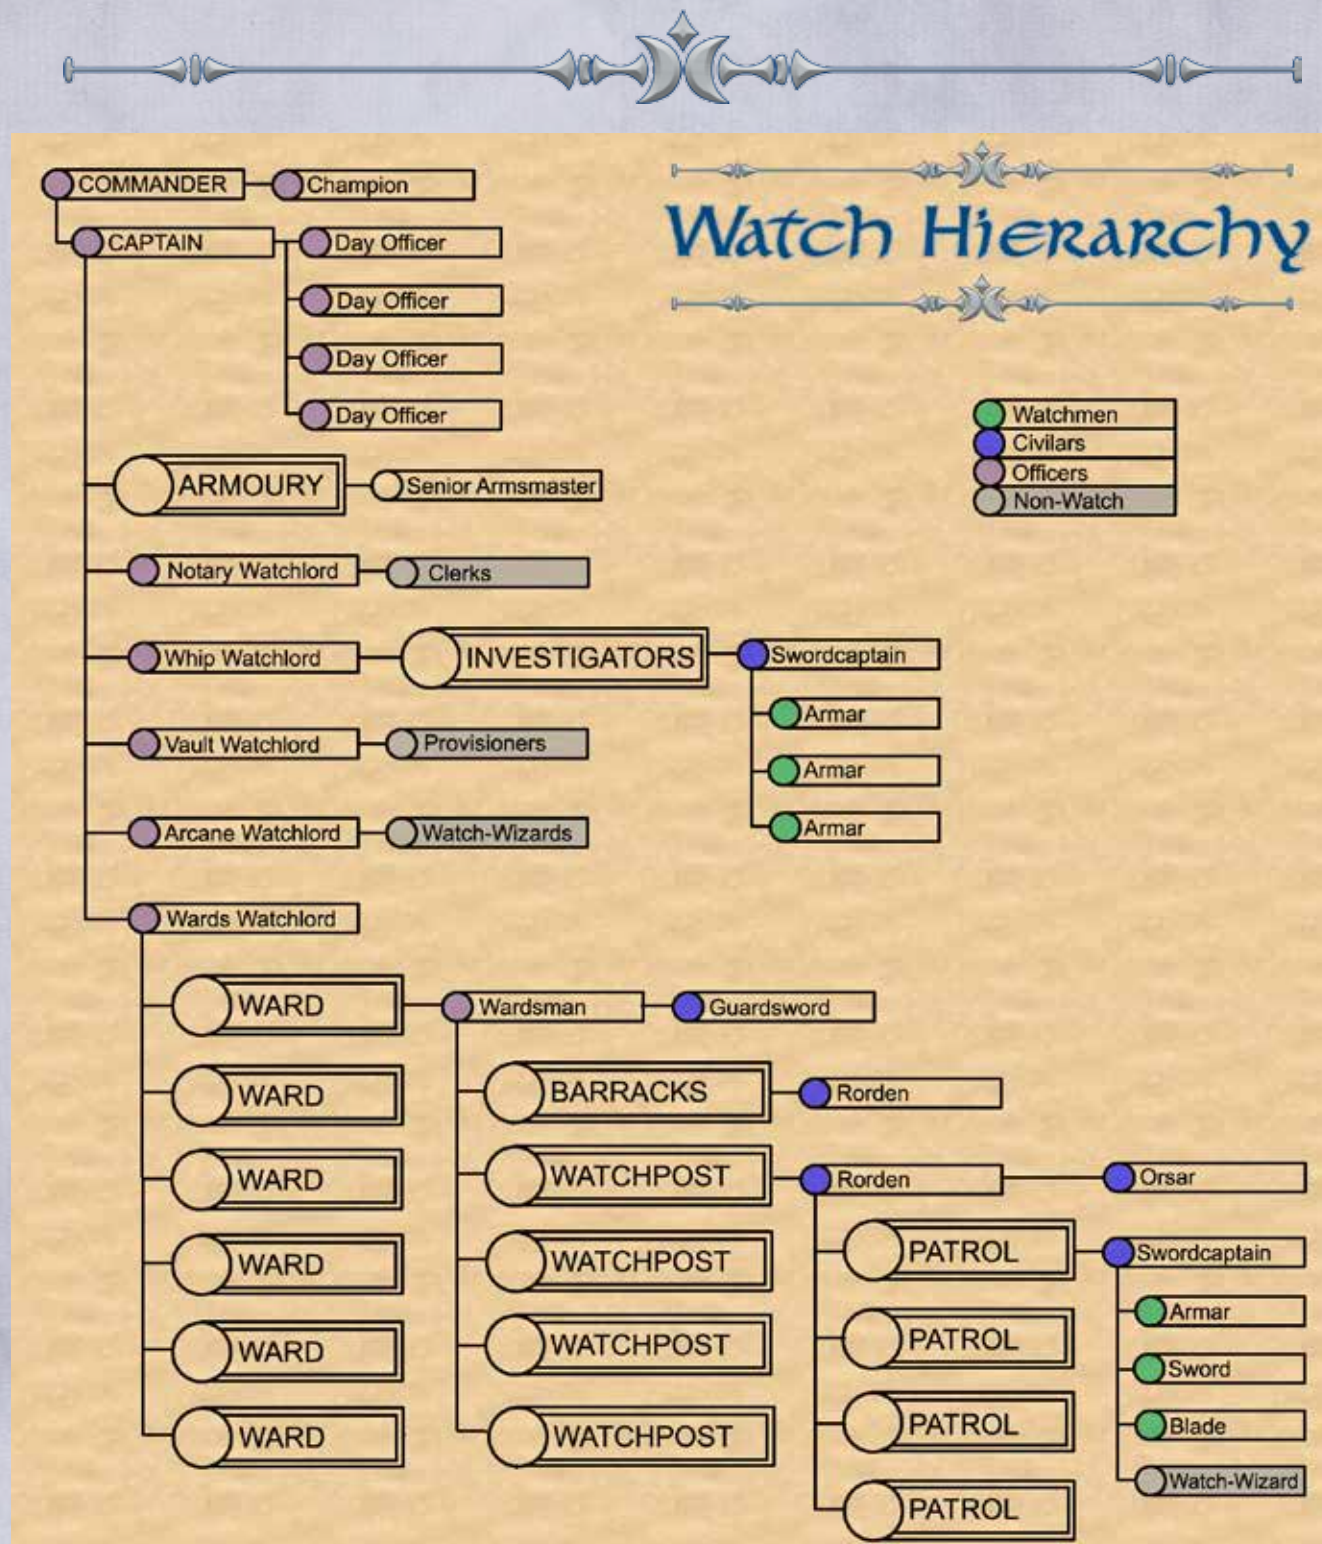 Watch Hierarchy
COMMANDER
Champion
CAPTAIN
Day Officer
Day Officer
Day Officer
Day Officer
Watchmen
Civilars
Officers
Non-Watch
ARMOURY
Senior Armsmaster
Notary Watchlord
Clerks
Whip Watchlord
INVESTIGATORS
Swordcaptain
Armar
Armar
Armar
Vault Watchlord
Provisioners
Arcane Watchlord
Watch-Wizards
Wards Watchlord
WARD
Wardsman
Guardsword
WARD
BARRACKS
Rorden
WARD
WATCHPOST
Rorden
Orsar
WARD
WATCHPOST
PATROL
Swordcaptain
Armar
WARD
WATCHPOST
PATROL
Sword
WARD
WATCHPOST
PATROL
Blade
Watch-Wizard
PATROL